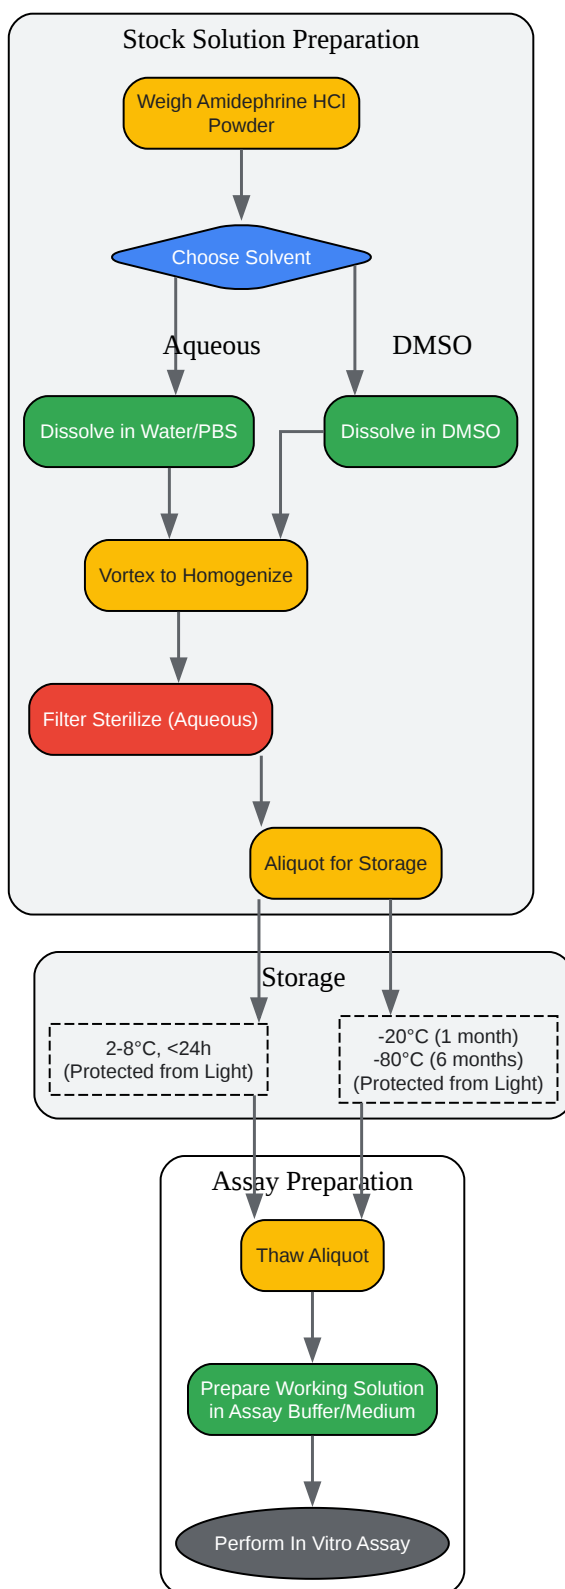 Stock Solution Preparation
Weigh Amidephrine HCl
Powder
Choose Solvent
Aqueous
DMSO
Dissolve in Water/PBS
Dissolve in DMSO
Vortex to Homogenize
Filter Sterilize (Aqueous)
Aliquot for Storage
Storage
2-8°C, <24h
(Protected from Light)
-20°C (1 month)
-80°C (6 months)
(Protected from Light)
Assay Preparation
Thaw Aliquot
Prepare Working Solution
in Assay Buffer/Medium
Perform In Vitro Assay